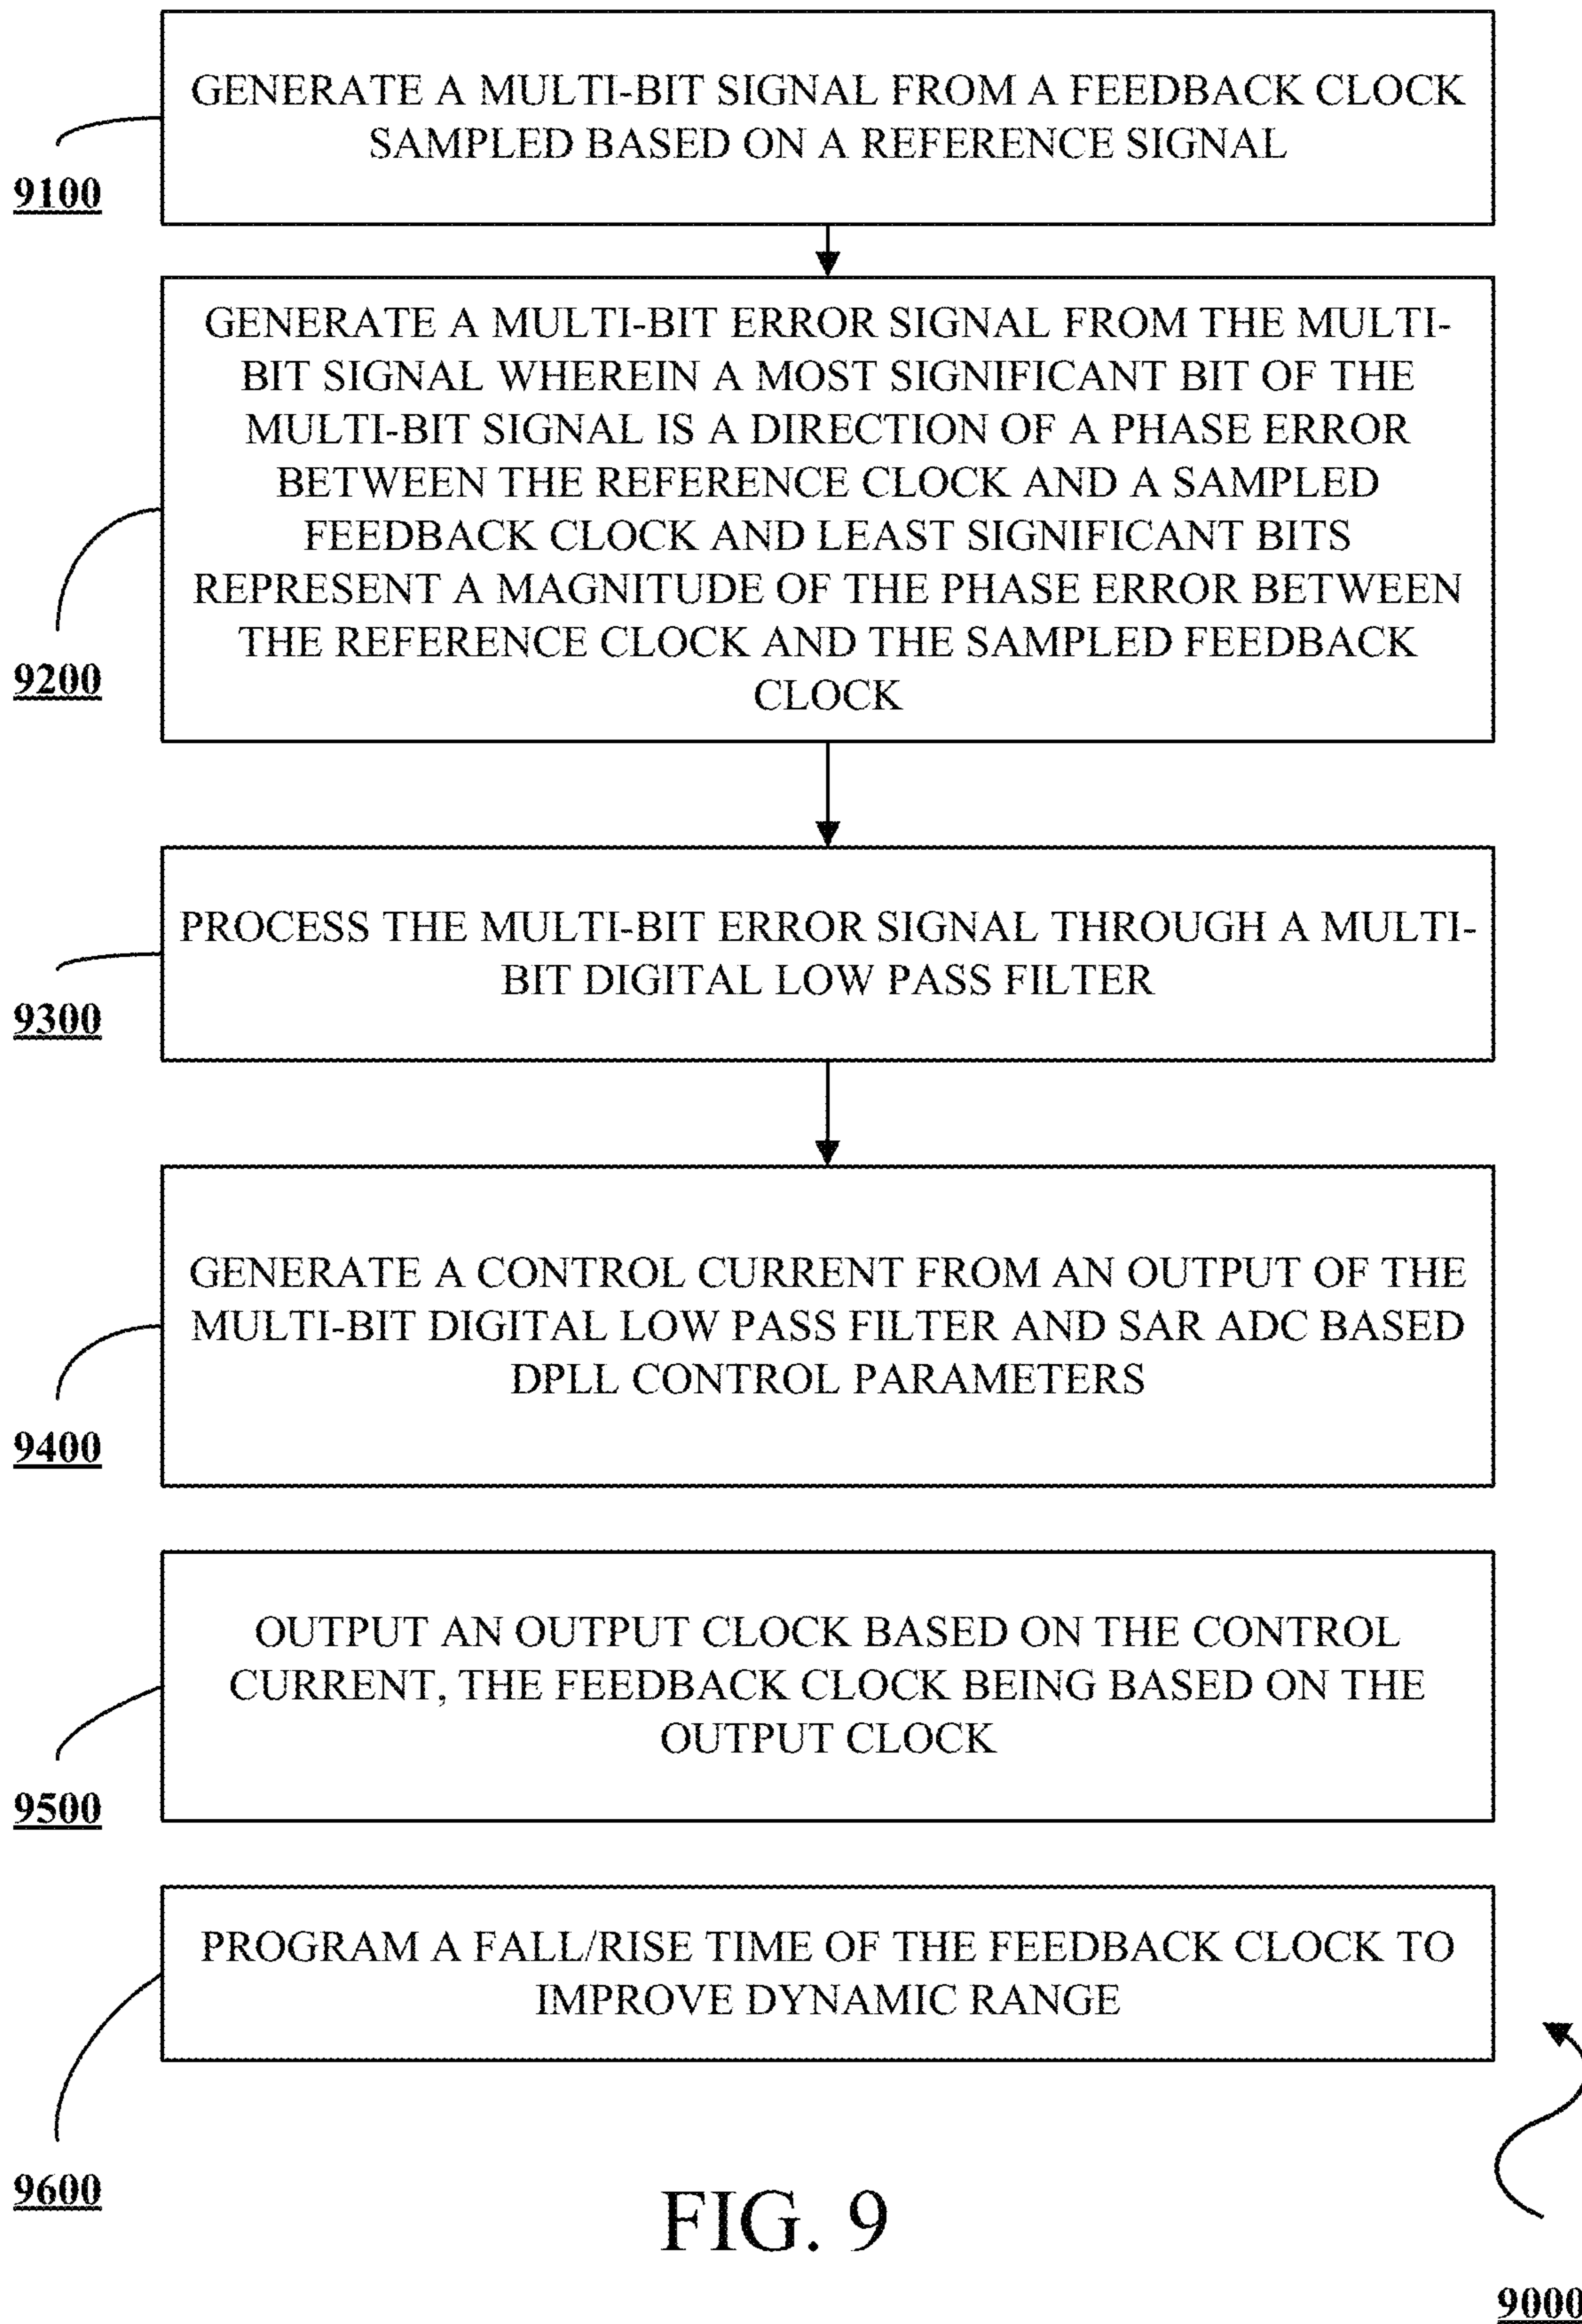 GENERATE A MULTI-BIT SIGNAL FROM A FEEDBACK CLOCK
SAMPLED BASED ON A REFERENCE SIGNAL
9100
GENERATE A MULTI-BIT ERROR SIGNAL FROM THE MULTI-
BIT SIGNAL WHEREIN A MOST SIGNIFICANT BIT OF THE
MULTI-BIT SIGNAL IS A DIRECTION OF A PHASE ERROR
BETWEEN THE REFERENCE CLOCK AND A SAMPLED
FEEDBACK CLOCK AND LEAST SIGNIFICANT BITS
REPRESENT A MAGNITUDE OF THE PHASE ERROR BETWEEN
THE REFERENCE CLOCK AND THE SAMPLED FEEDBACK
CLOCK
9200
PROCESS THE MULTI-BIT ERROR SIGNAL THROUGH A MULTI-
BIT DIGITAL LOW PASS FILTER
9300
GENERATE A CONTROL CURRENT FROM AN OUTPUT OF THE
MULTI-BIT DIGITAL LOW PASS FILTER AND SAR ADC BASED
DPLL CONTROL PARAMETERS
9400
OUTPUT AN OUTPUT CLOCK BASED ON THE CONTROL
CURRENT, THE FEEDBACK CLOCK BEING BASED ON THE
OUTPUT CLOCK
9500
PROGRAM A FALL/RISE TIME OF THE FEEDBACK CLOCK TO
IMPROVE DYNAMIC RANGE
9600
FIG. 9
9000